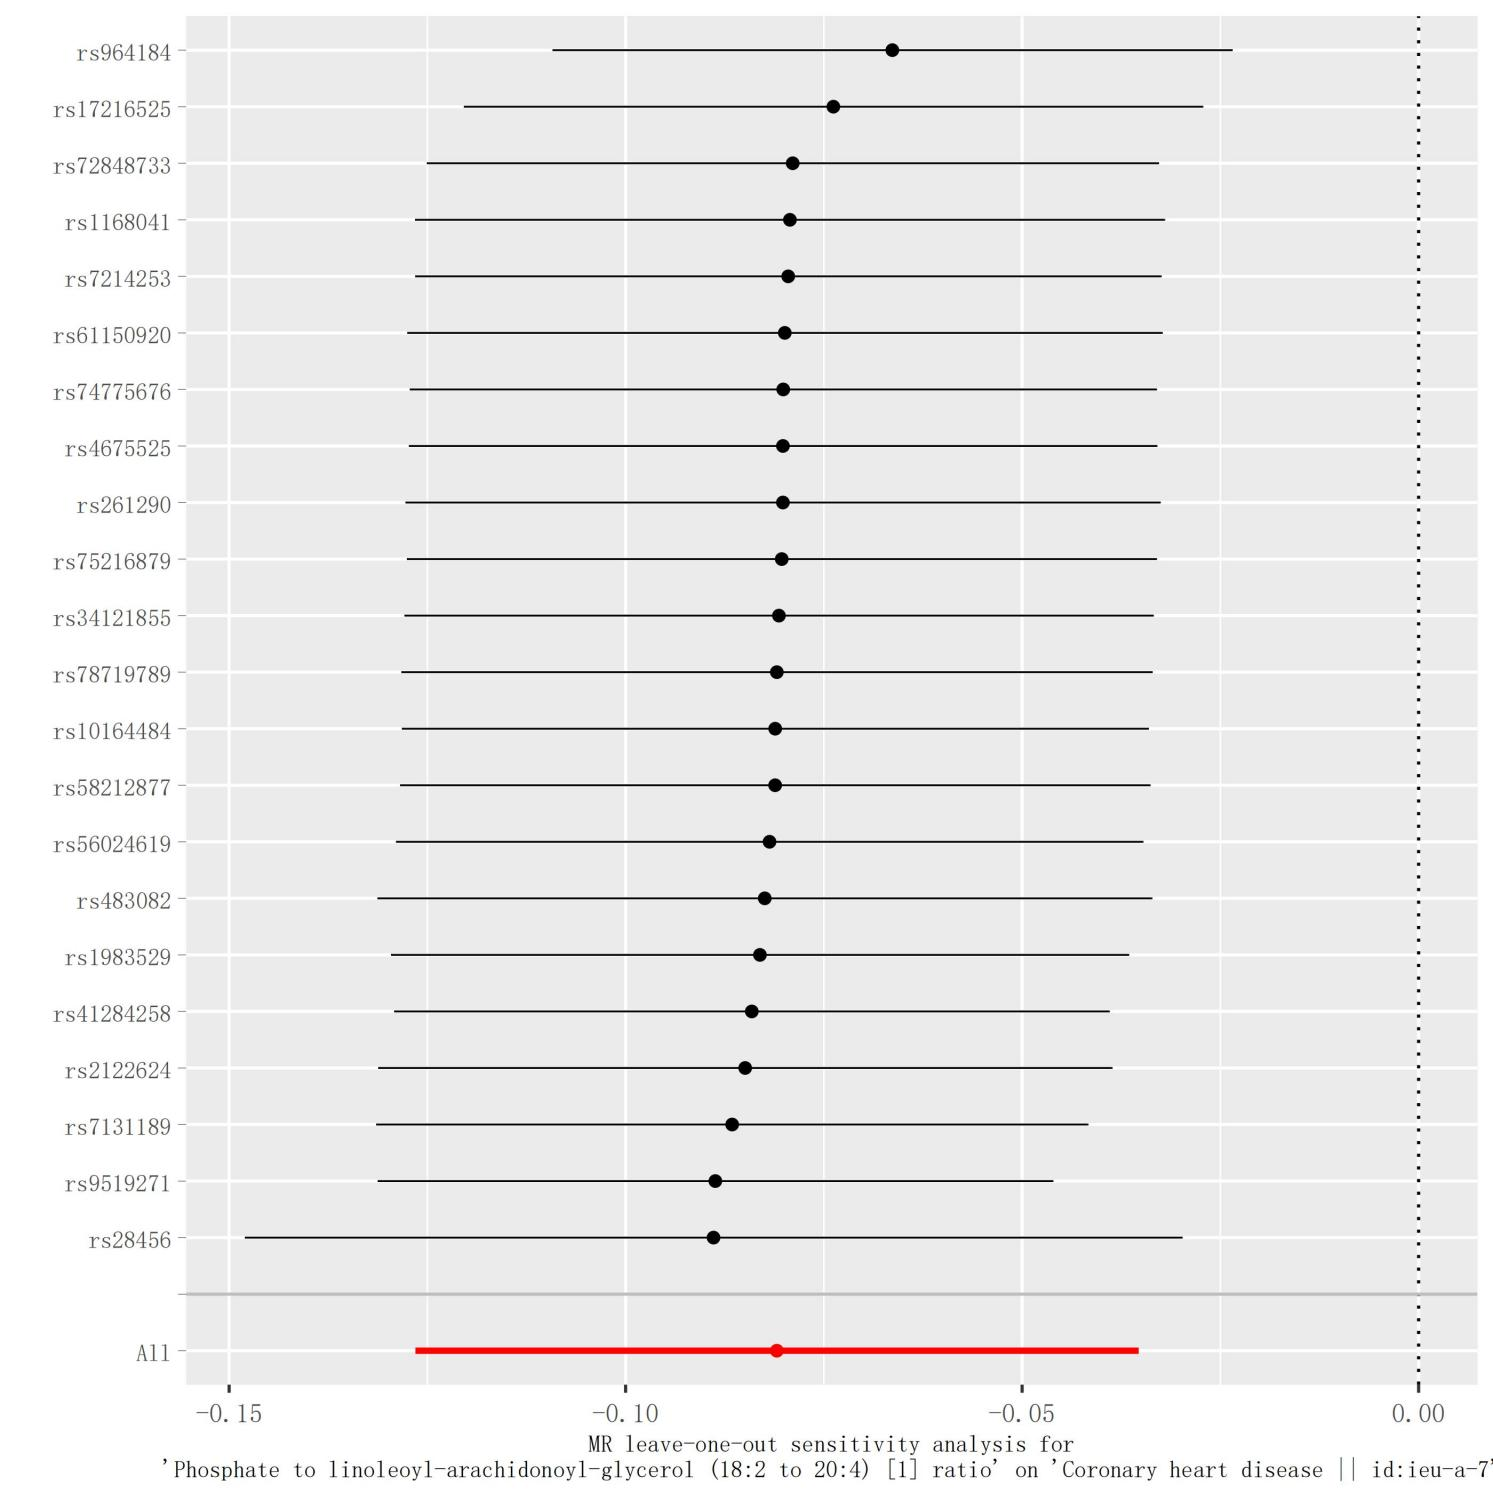 rs964184
rs17216525
rs72848733
rs1168041
rs7214253
rs61150920
rs74775676
rs4675525
rs261290
rs75216879
rs34121855
rs78719789
rs10164484
rs58212877
rs56024619
rs483082
rs1983529
rs41284258
rs2122624
rs7131189
rs9519271
rs28456
All
-0.15 -0.10 -0.05 0.00
MR leave-one-out sensitivity analysis for
'Phosphate to linoleoyl-arachidonoyl-glycerol (18:2 to 20:4) [1] ratio' on 'Coronary heart disease || id:ieu-a-7'